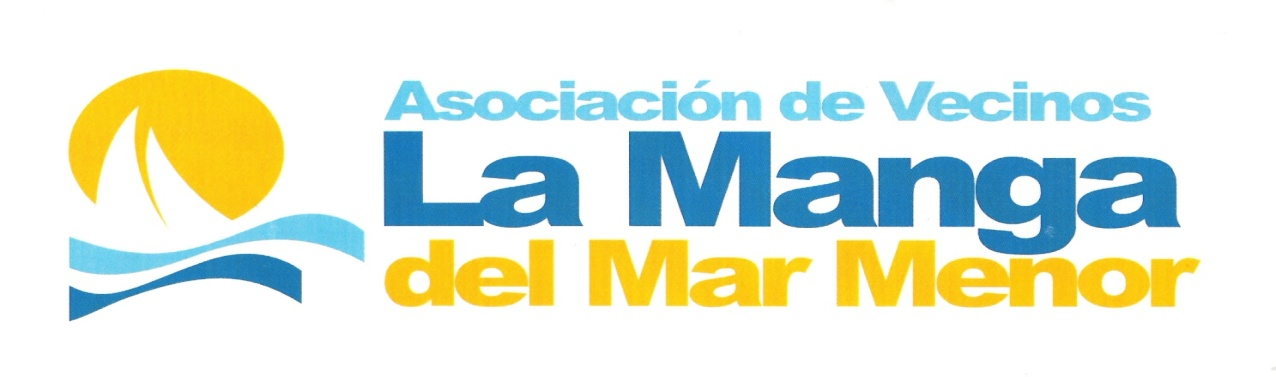 Asociación de Vecinos
La Manga
del Mar Menor